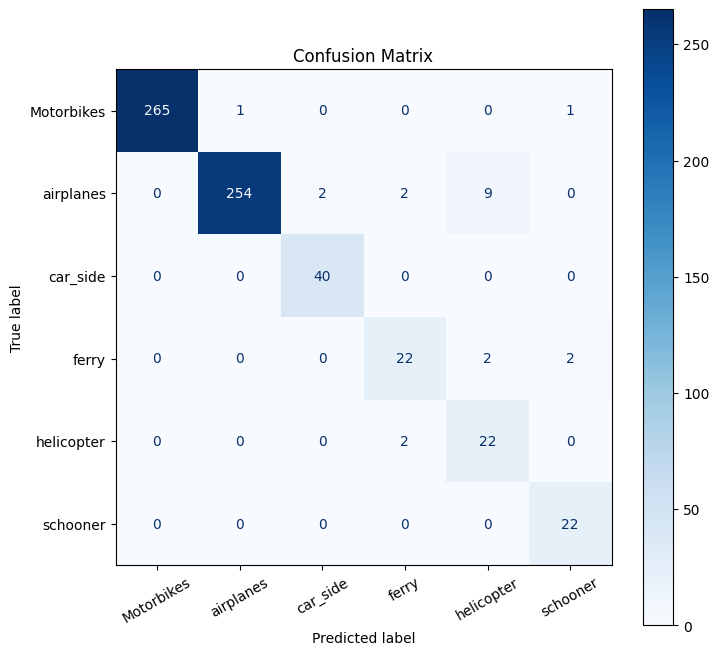 Confusion Matrix
True label
Motorbikes 265 1 0 0 0 1
airplanes 0 254 2 2 9 0
car_side 0 0 40 0 0 0
ferry 0 0 0 22 2 2
helicopter 0 0 0 2 22 0
schooner 0 0 0 0 0 22
Motorbikes airplanes car_side ferry helicopter schooner
Predicted label
250
200
150
100
50
0